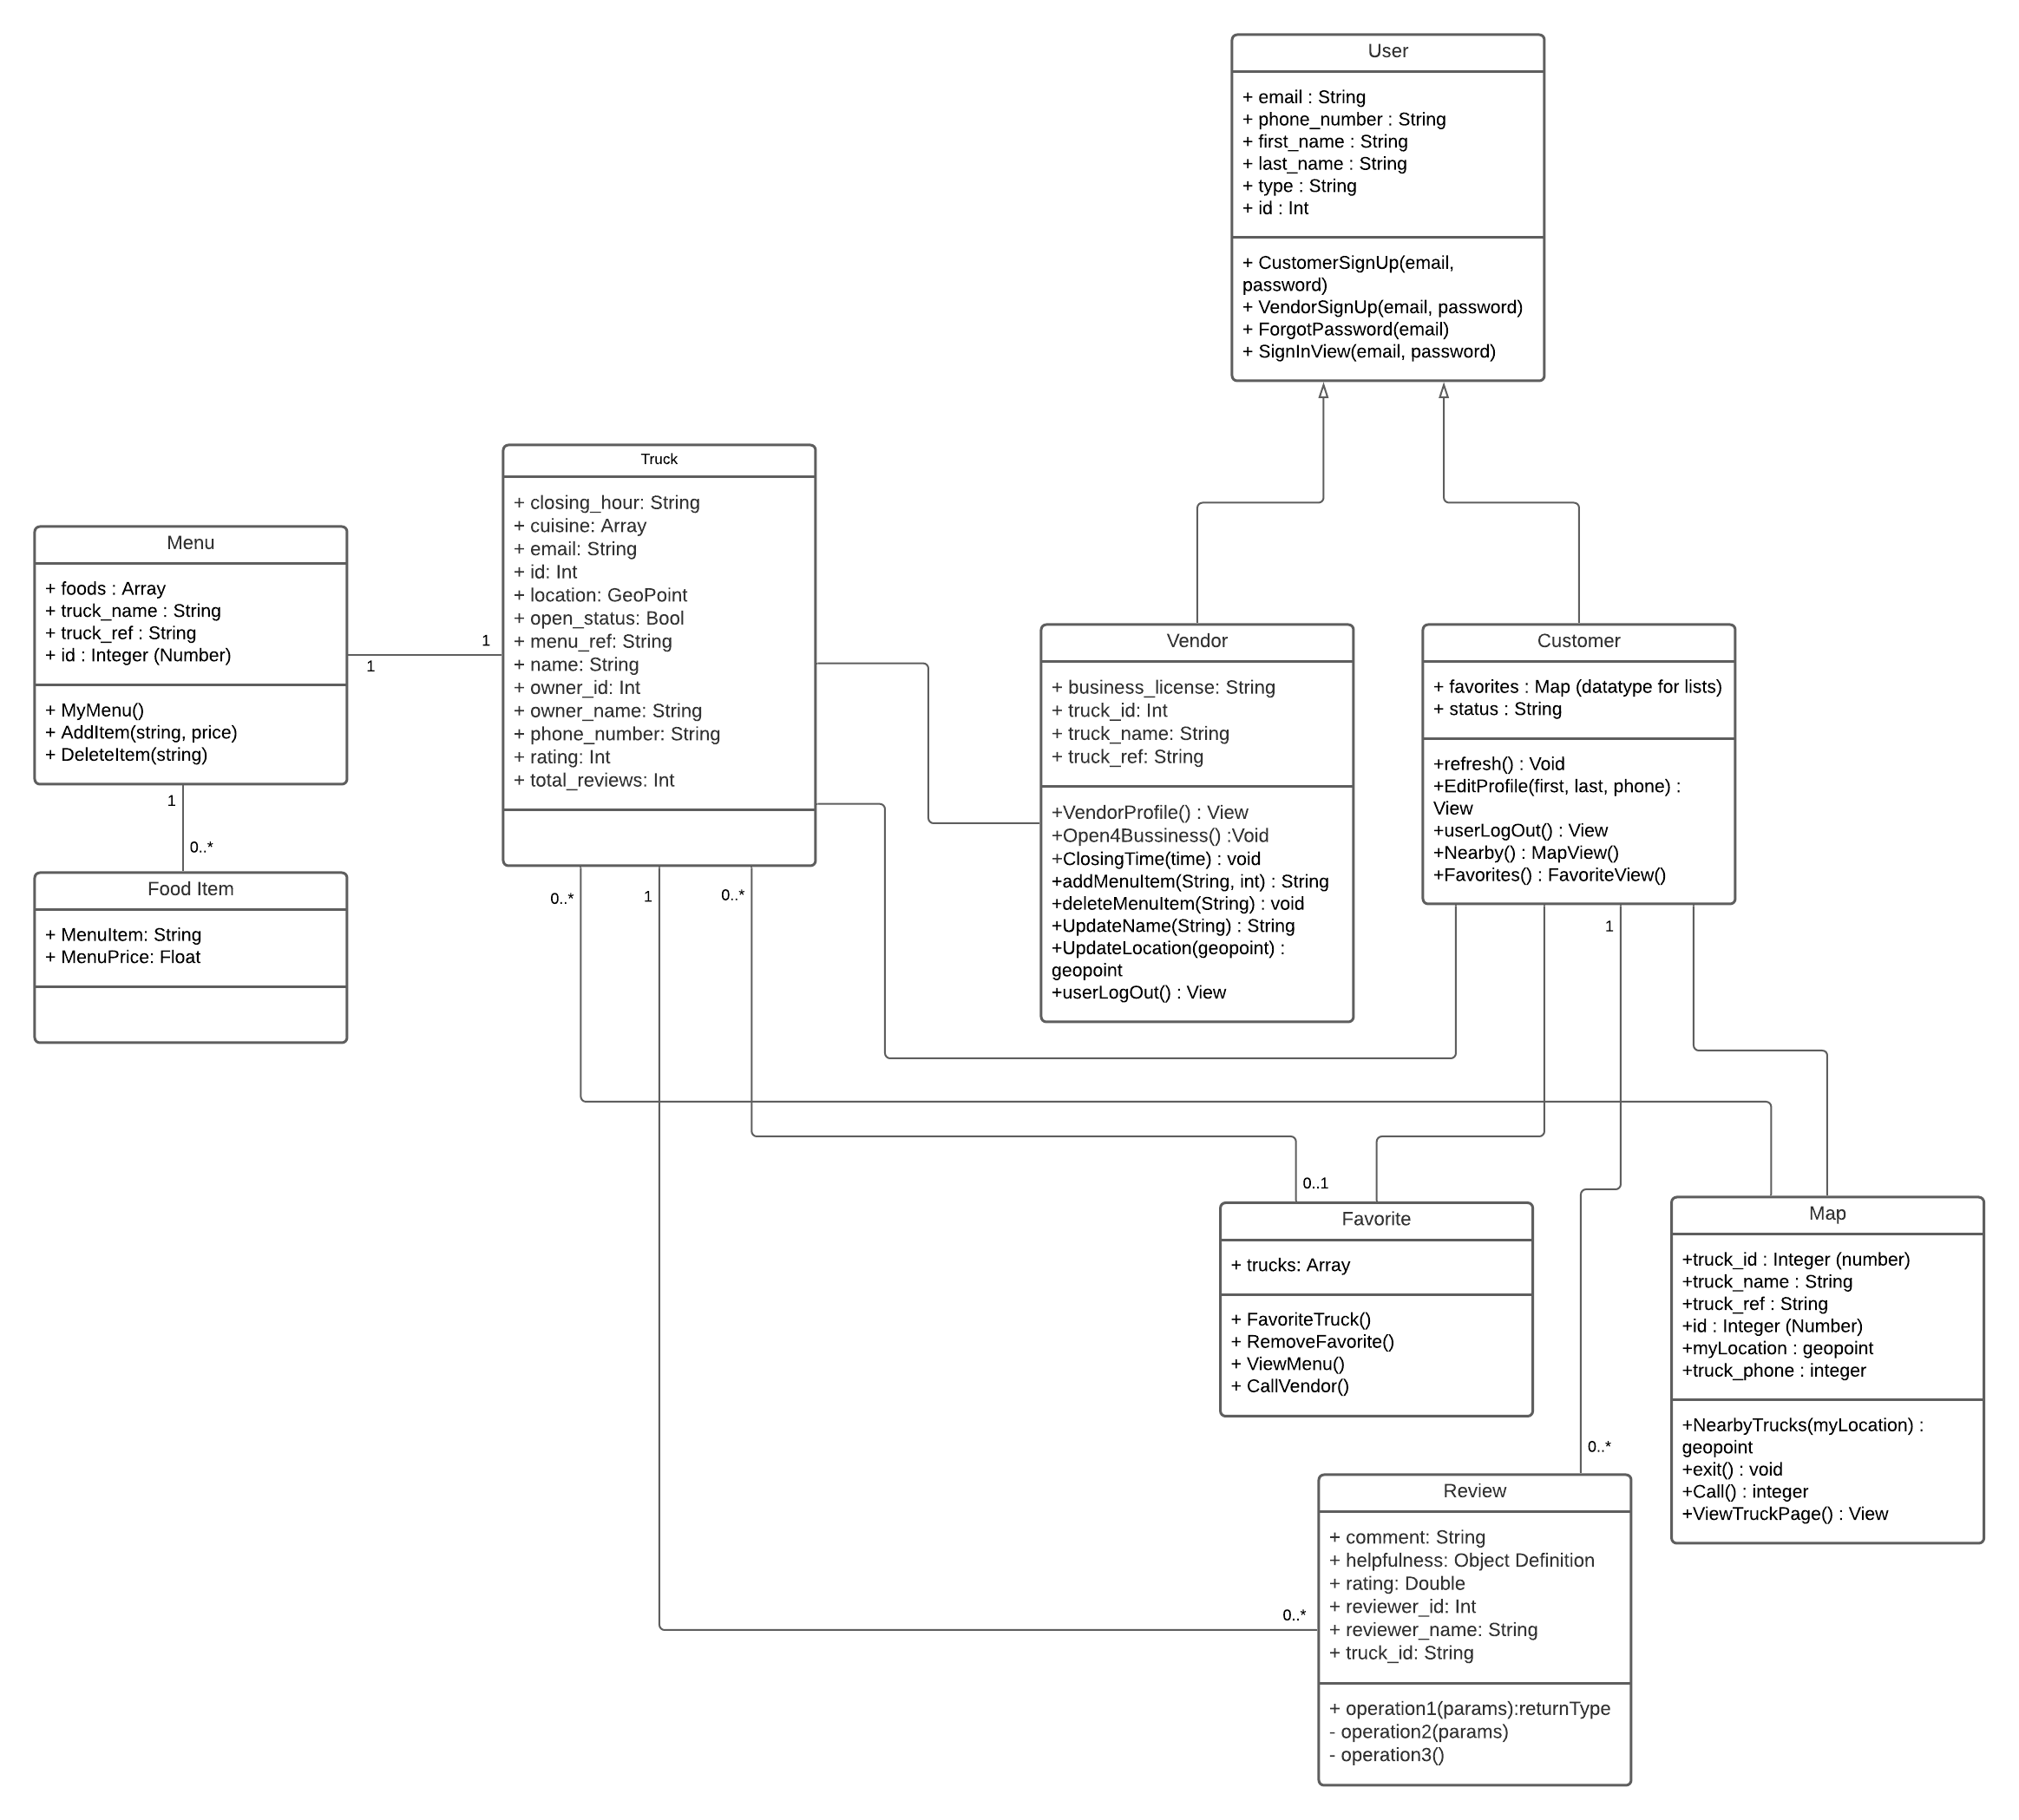 User
+ email : String
+ phone_number : String
+ first_name : String
+ last_name : String
+ type : String
+ id : Int
+ CustomerSignUp(email,
password)
+ VendorSignUp(email, password)
+ ForgotPassword(email)
+ SignInView(email, password)
Truck
+ closing_hour: String
+ cuisine: Array
+ email: String
+ id: Int
+ location: GeoPoint
+ open_status: Bool
+ menu_ref: String
+ name: String
+ owner_id: Int
+ owner_name: String
+ phone_number: String
+ rating: Int
+ total_reviews: Int
Menu
+ foods : Array
+ truck_name : String
+ truck_ref : String
+ id : Integer (Number)
+ MyMenu()
+ AddItem(string, price)
+ DeleteItem(string)
1
1
1
0..*
Food Item
+ MenuItem: String
+ MenuPrice: Float
Vendor
+ business_license: String
+ truck_id: Int
+ truck_name: String
+ truck_ref: String
+VendorProfile() : View
+Open4Bussiness() :Void
+ClosingTime(time) : void
+addMenuItem(String, int) : String
+deleteMenuItem(String) : void
+UpdateName(String) : String
+UpdateLocation(geopoint) :
geopoint
+userLogOut() : View
Customer
+ favorites : Map (datatype for lists)
+ status : String
+refresh() : Void
+EditProfile(first, last, phone) :
View
+userLogOut() : View
+Nearby() : MapView()
+Favorites() : FavoriteView()
0..*
1
0..*
1
0..1
Favorite
+ trucks: Array
+ FavoriteTruck()
+ RemoveFavorite()
+ ViewMenu()
+ CallVendor()
Map
+truck_id : Integer (number)
+truck_name : String
+truck_ref : String
+id : Integer (Number)
+myLocation : geopoint
+truck_phone : integer
+NearbyTrucks(myLocation) :
geopoint
+exit() : void
+Call() : integer
+ViewTruckPage() : View
0..*
0..*
Review
+ comment: String
+ helpfulness: Object Definition
+ rating: Double
+ reviewer_id: Int
+ reviewer_name: String
+ truck_id: String
+ operation1(params):returnType
- operation2(params)
- operation3()